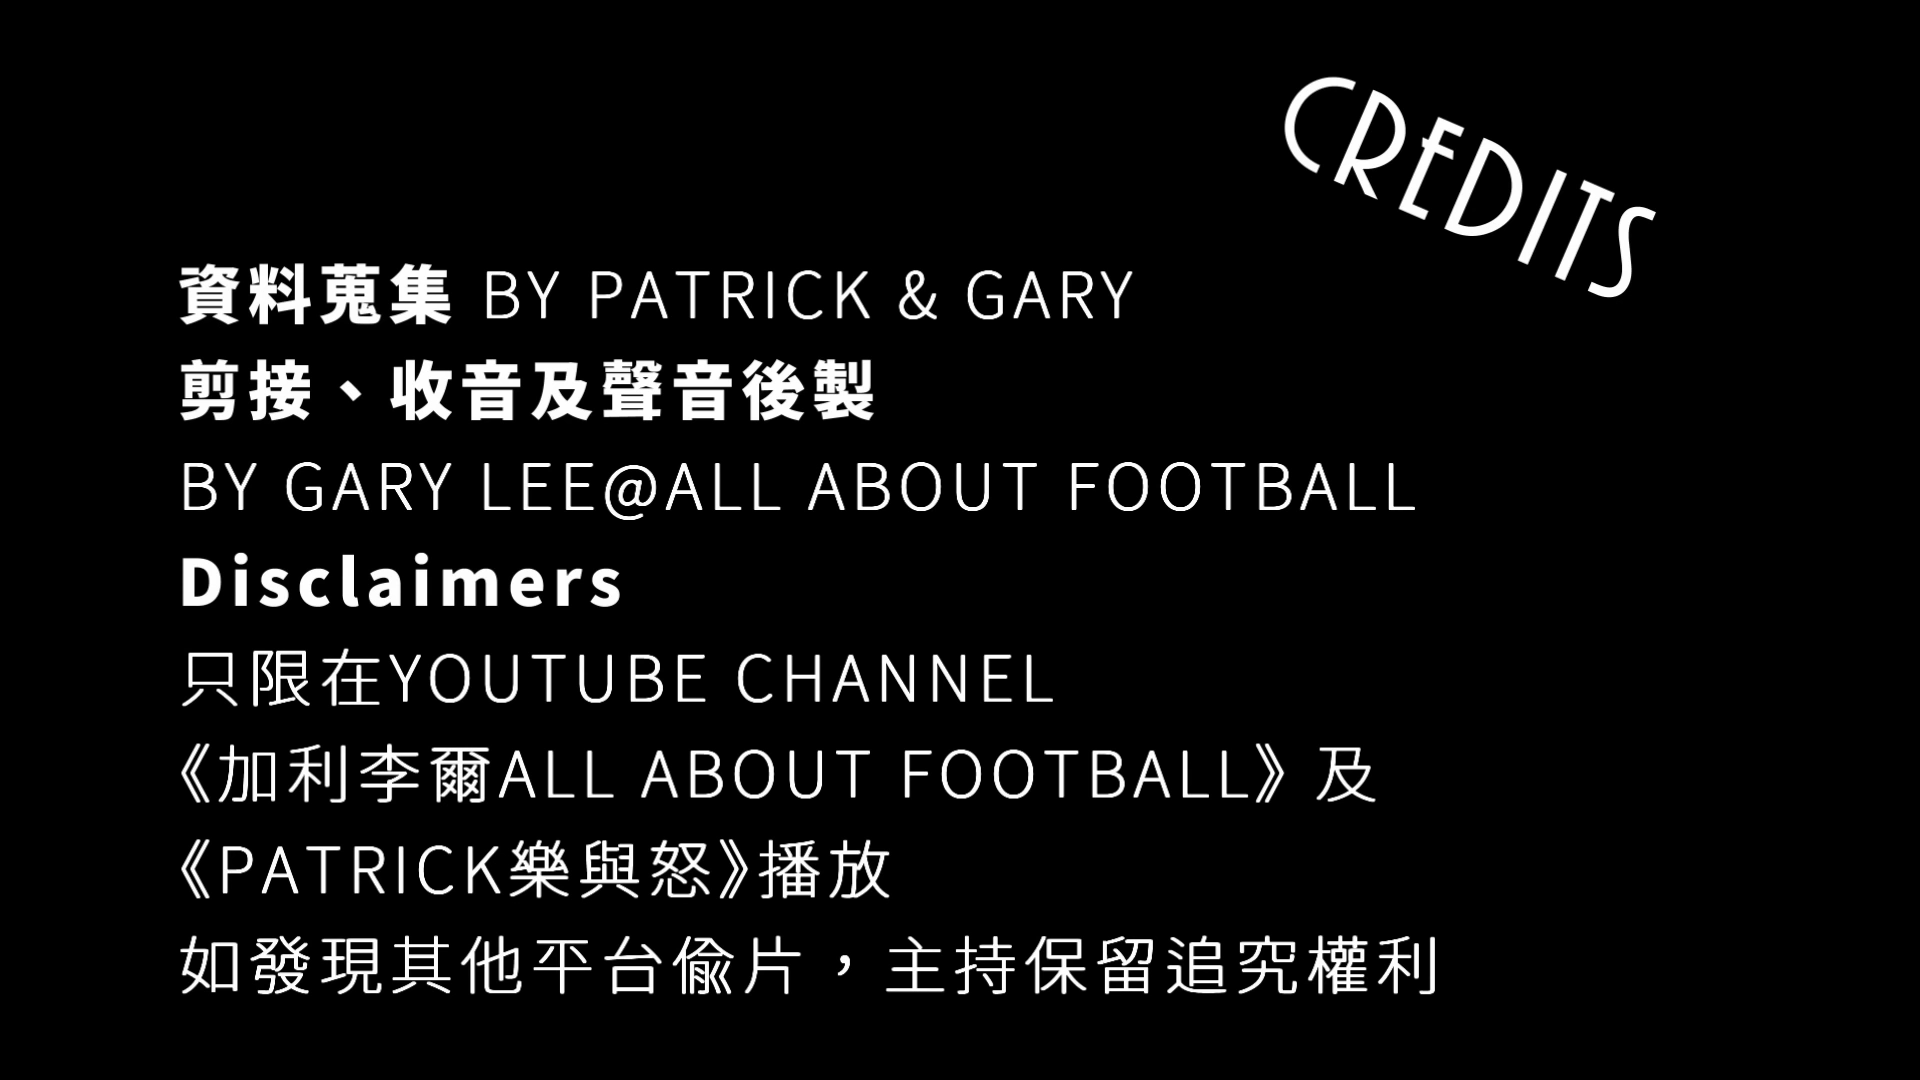 CREDITS
資料蒐集 BY PATRICK & GARY
剪接、收音及聲音後製
BY GARY LEE@ALL ABOUT FOOTBALL
Disclaimers
只限在YOUTUBE CHANNEL
《加利李爾ALL ABOUT FOOTBALL》及
《PATRICK樂與怒》播放
如發現其他平台偷片，主持保留追究權利